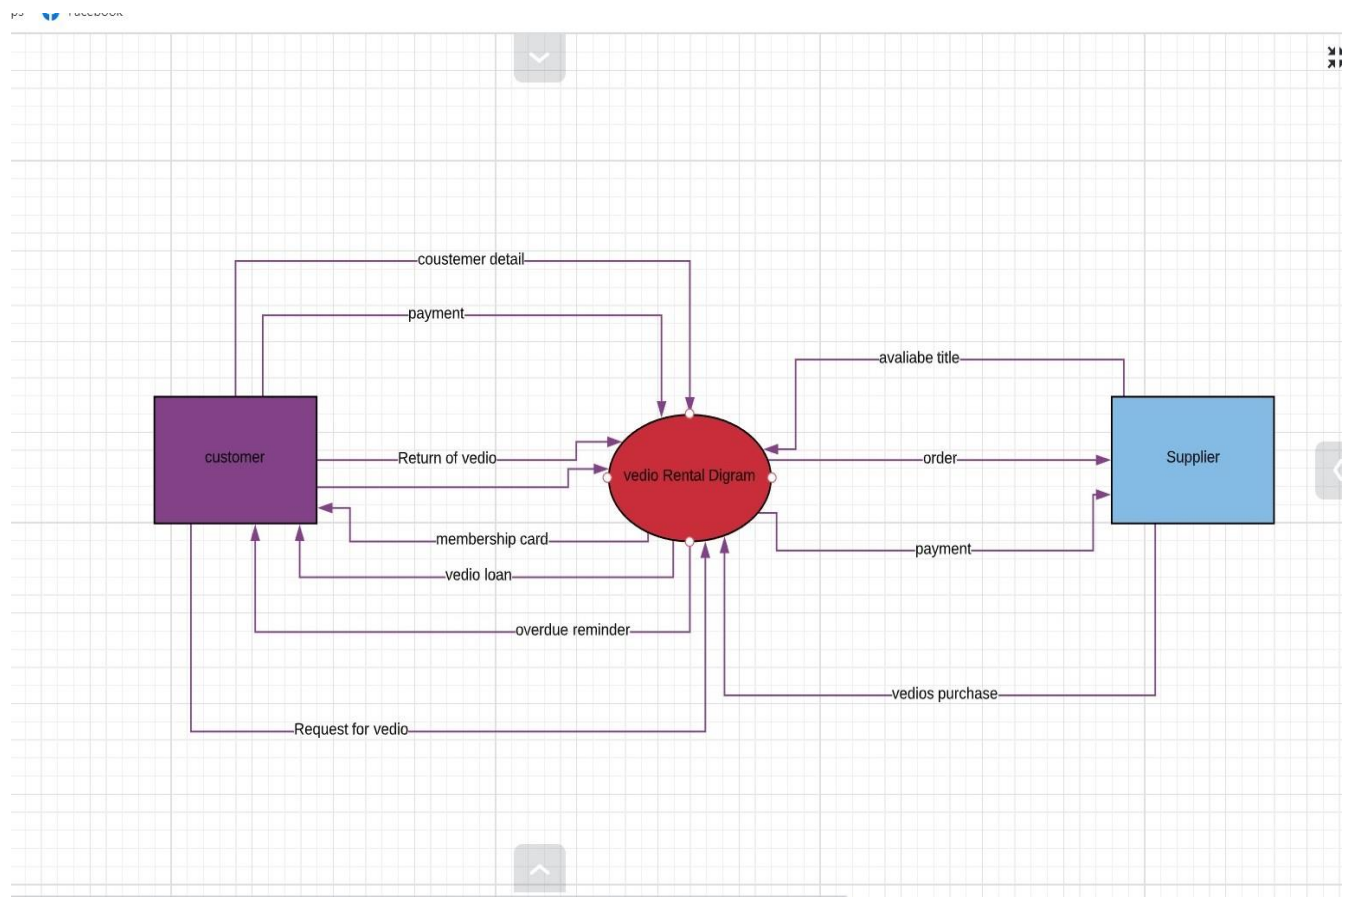 coustemer detail
payment
avaliabe title
customer
Return of vedio
vedio Rental Digram
order
Supplier
membership card
payment
vedio loan
overdue reminder
vedios purchase
Request for vedio